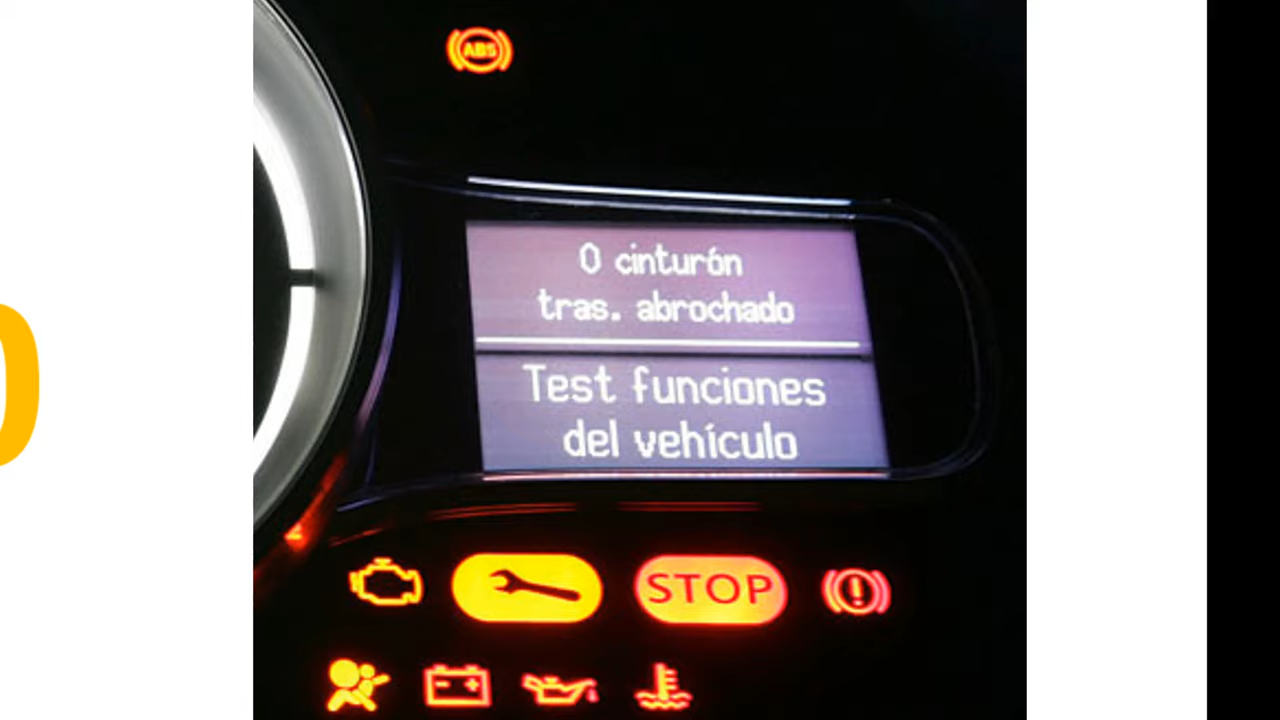 ABS
0 cinturón
tras. abrochado
Test funciones
del vehículo
STOP